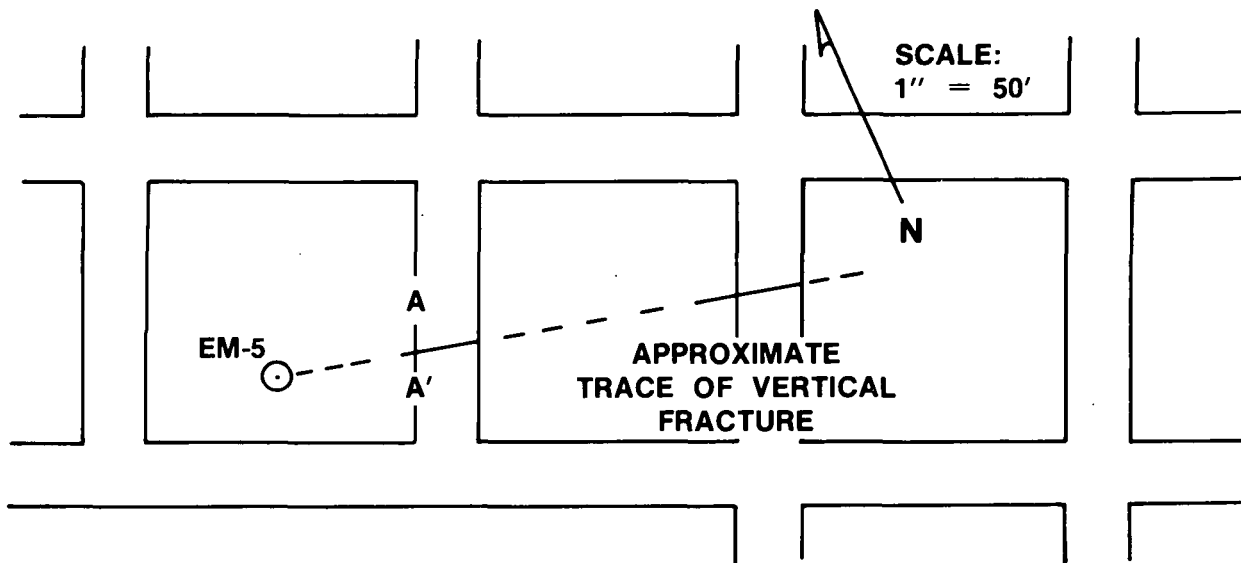 SCALE:
1" = 50'
N
A
EM-5
A'
APPROXIMATE
TRACE OF VERTICAL
FRACTURE